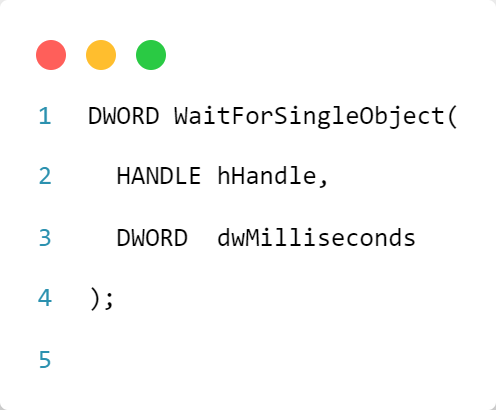 1 DWORD WaitForSingleObject(
2   HANDLE hHandle,
3   DWORD  dwMilliseconds
4 );
5